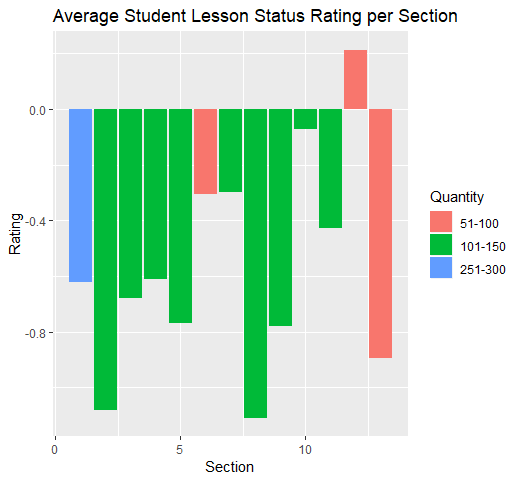 Average Student Lesson Status Rating per Section
0.0
-0.4
-0.8
Rating
0
5
10
Section
Quantity
51-100
101-150
251-300